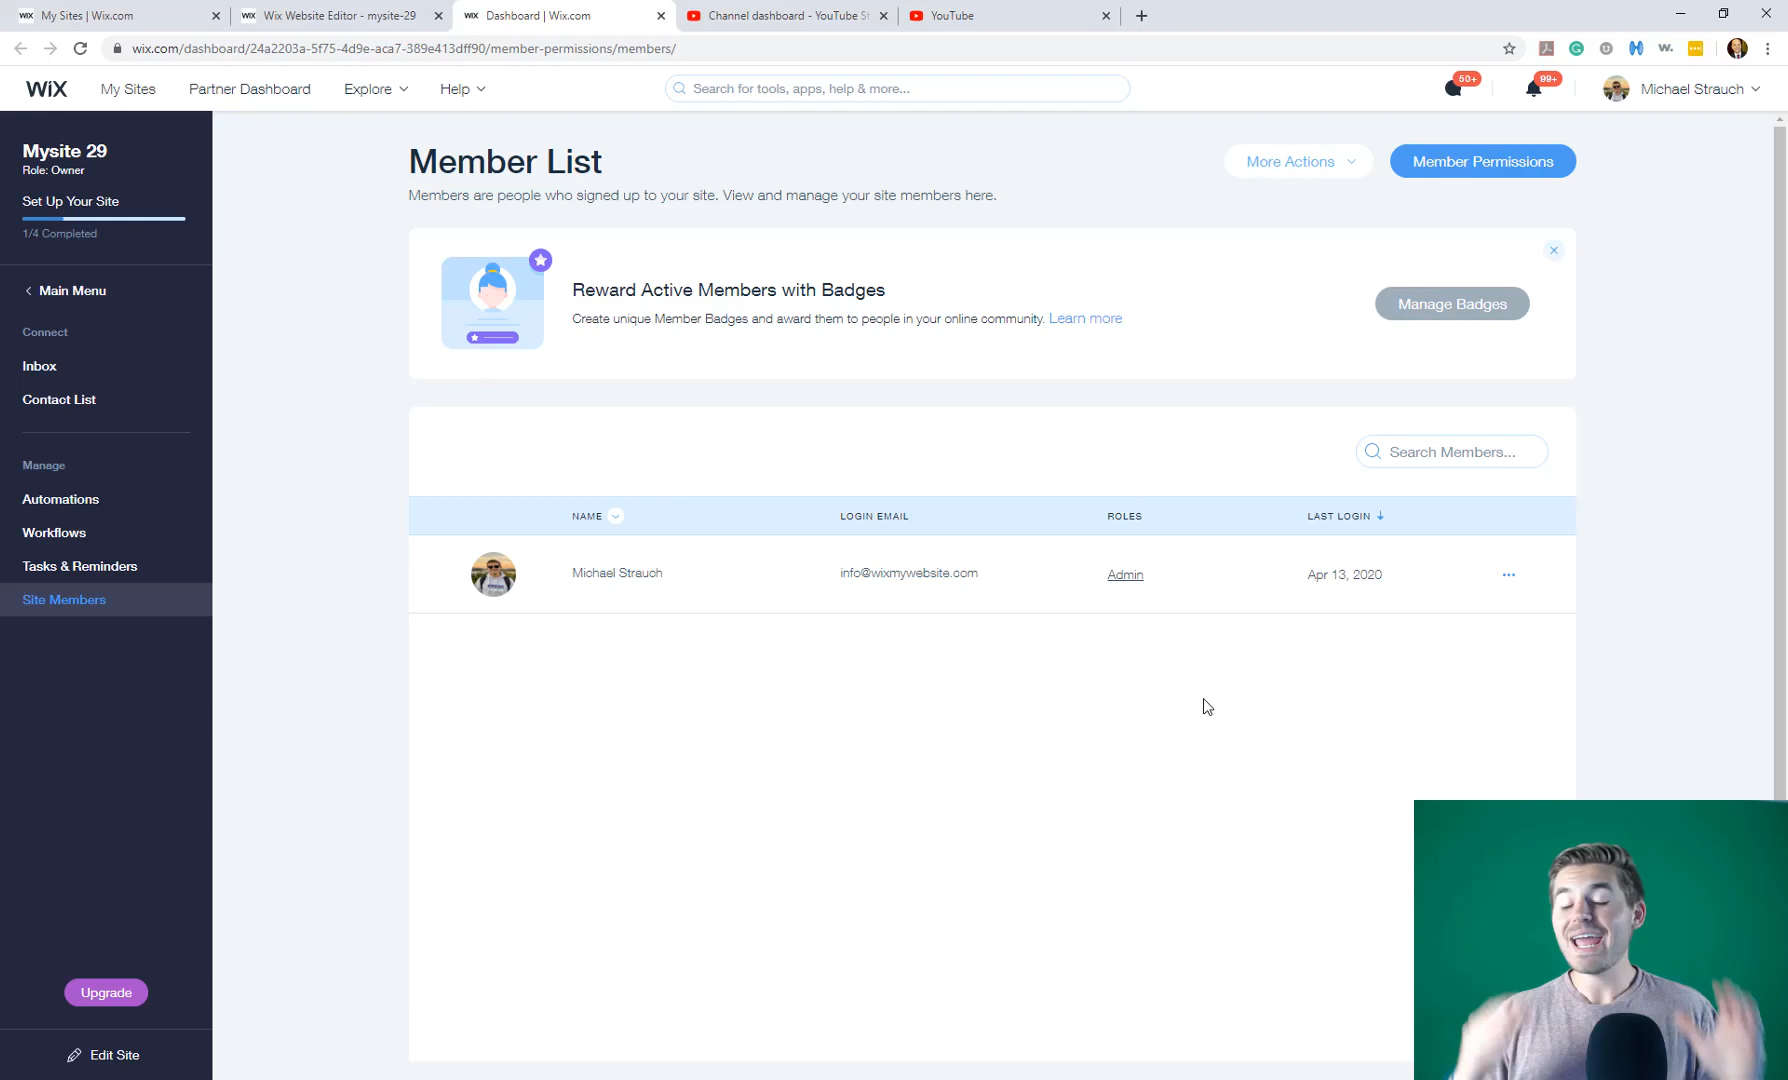 My Sites | Wix.com
Wix Website Editor - mysite-29
Dashboard | Wix.com
Channel dashboard - YouTube St
YouTube
wix.com/dashboard/24a2203a-5f75-4d9e-aca7-389e413dff90/member-permissions/members/
WiX
My Sites
Partner Dashboard
Explore
Help
Search for tools, apps, help & more...
50+
99+
Michael Strauch
Mysite 29
Role: Owner
Set Up Your Site
1/4 Completed
Main Menu
Connect
Inbox
Contact List
Manage
Automations
Workflows
Tasks & Reminders
Site Members
Upgrade
Edit Site
Member List
More Actions
Member Permissions
Members are people who signed up to your site. View and manage your site members here.
Reward Active Members with Badges
Create unique Member Badges and award them to people in your online community. Learn more
Manage Badges
Search Members...
NAME
LOGIN EMAIL
ROLES
LAST LOGIN
Michael Strauch
info@wixmywebsite.com
Admin
Apr 13, 2020